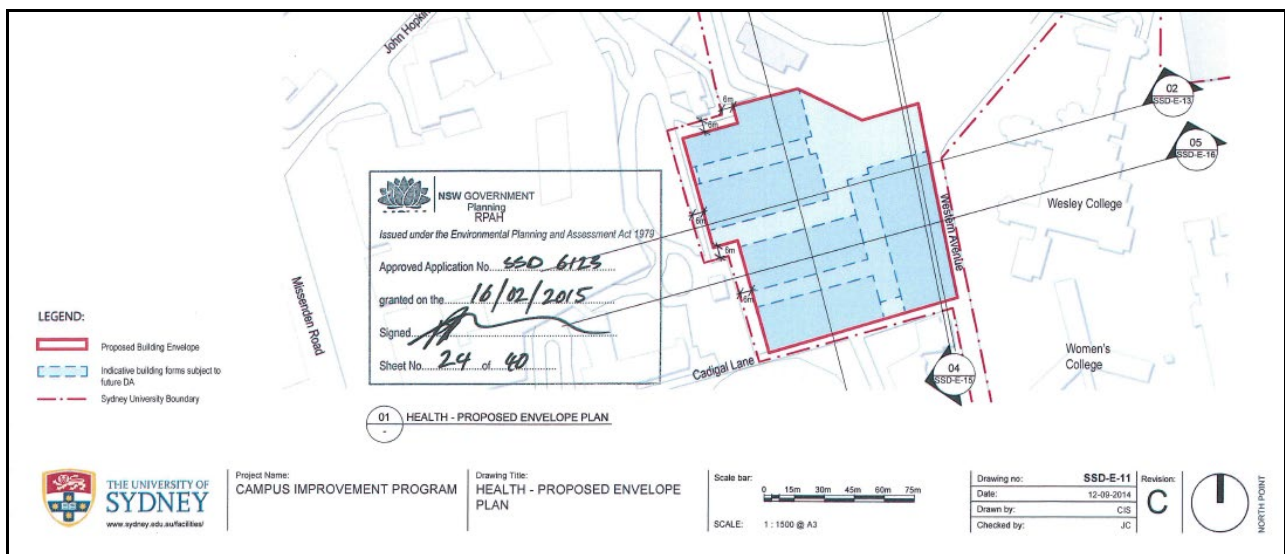 John Hopkin
6m
6m
02
SSD-E-13
05
SSD-E-16
NSW GOVERNMENT
Planning
RPAH
Issued under the Environmental Planning and Assessment Act 1979
Approved Application No. SSD 6123
granted on the 16/02/2015
Signed
Sheet No. 24 of 40
6m
6m
6m
Western Avenue
Wesley College
Missenden Road
Cadigal Lane
Women's
College
04
SSD-E-15
LEGEND:
Proposed Building Envelope
Indicative building forms subject to
future DA
Sydney University Boundary
01 HEALTH - PROPOSED ENVELOPE PLAN
-
THE UNIVERSITY OF
SYDNEY
www.sydney.edu.au/facilities/
Project Name:
CAMPUS IMPROVEMENT PROGRAM
Drawing Title:
HEALTH - PROPOSED ENVELOPE
PLAN
Scale bar:
0 15m 30m 45m 60m 75m
SCALE: 1 : 1500 @ A3
Drawing no: SSD-E-11
Date: 12-09-2014
Drawn by: CIS
Checked by: JC
Revision:
C
NORTH POINT